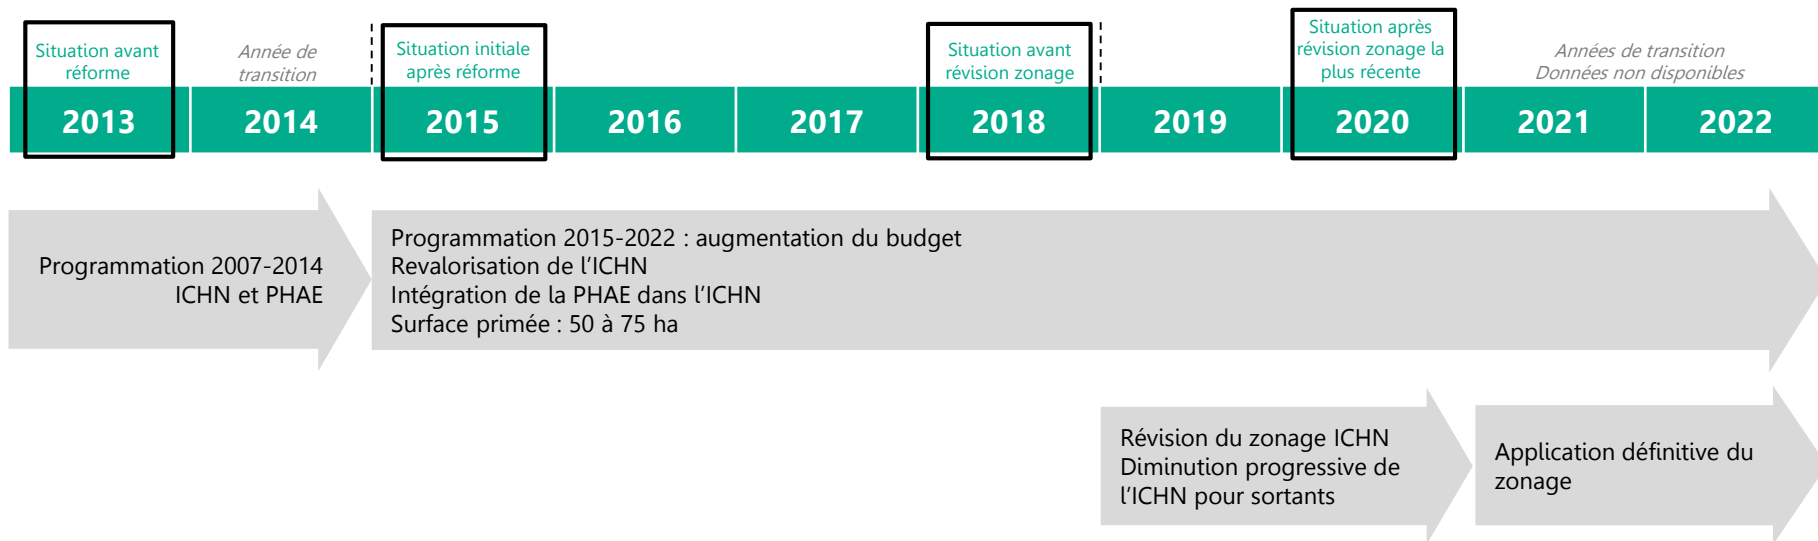 Situation avant
réforme
Année de
transition
Situation initiale
après réforme
Situation avant
révision zonage
Situation après
révision zonage la
plus récente
Années de transition
Données non disponibles
2013
2014
2015
2016
2017
2018
2019
2020
2021
2022
Programmation 2007-2014
ICHN et PHAE
Programmation 2015-2022 : augmentation du budget
Revalorisation de l’ICHN
Intégration de la PHAE dans l’ICHN
Surface primée : 50 à 75 ha
Révision du zonage ICHN
Diminution progressive de
l’ICHN pour sortants
Application définitive du
zonage